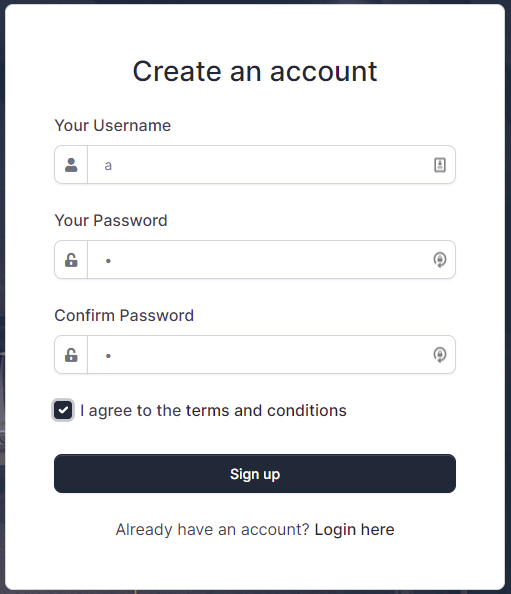 Create an account
Your Username
a
Your Password
•
Confirm Password
•
I agree to the terms and conditions
Sign up
Already have an account? Login here